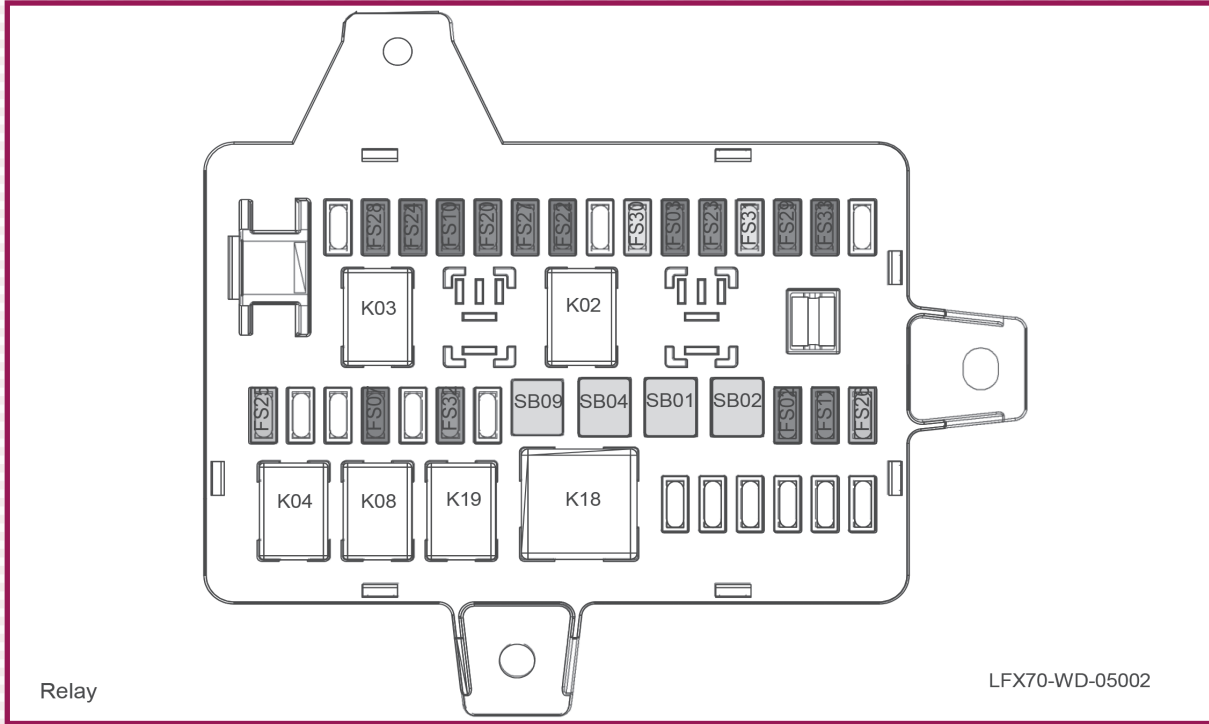 FS28 FS24 FS10 FS20 FS27 FS22 FS30 FS03 FS23 FS31 FS29 FS33
K03 K02
FS25 FS32 SB09 SB04 SB01 SB02 FS02 FS11 FS26
K04 K08 K19 K18
Relay
LFX70-WD-05002